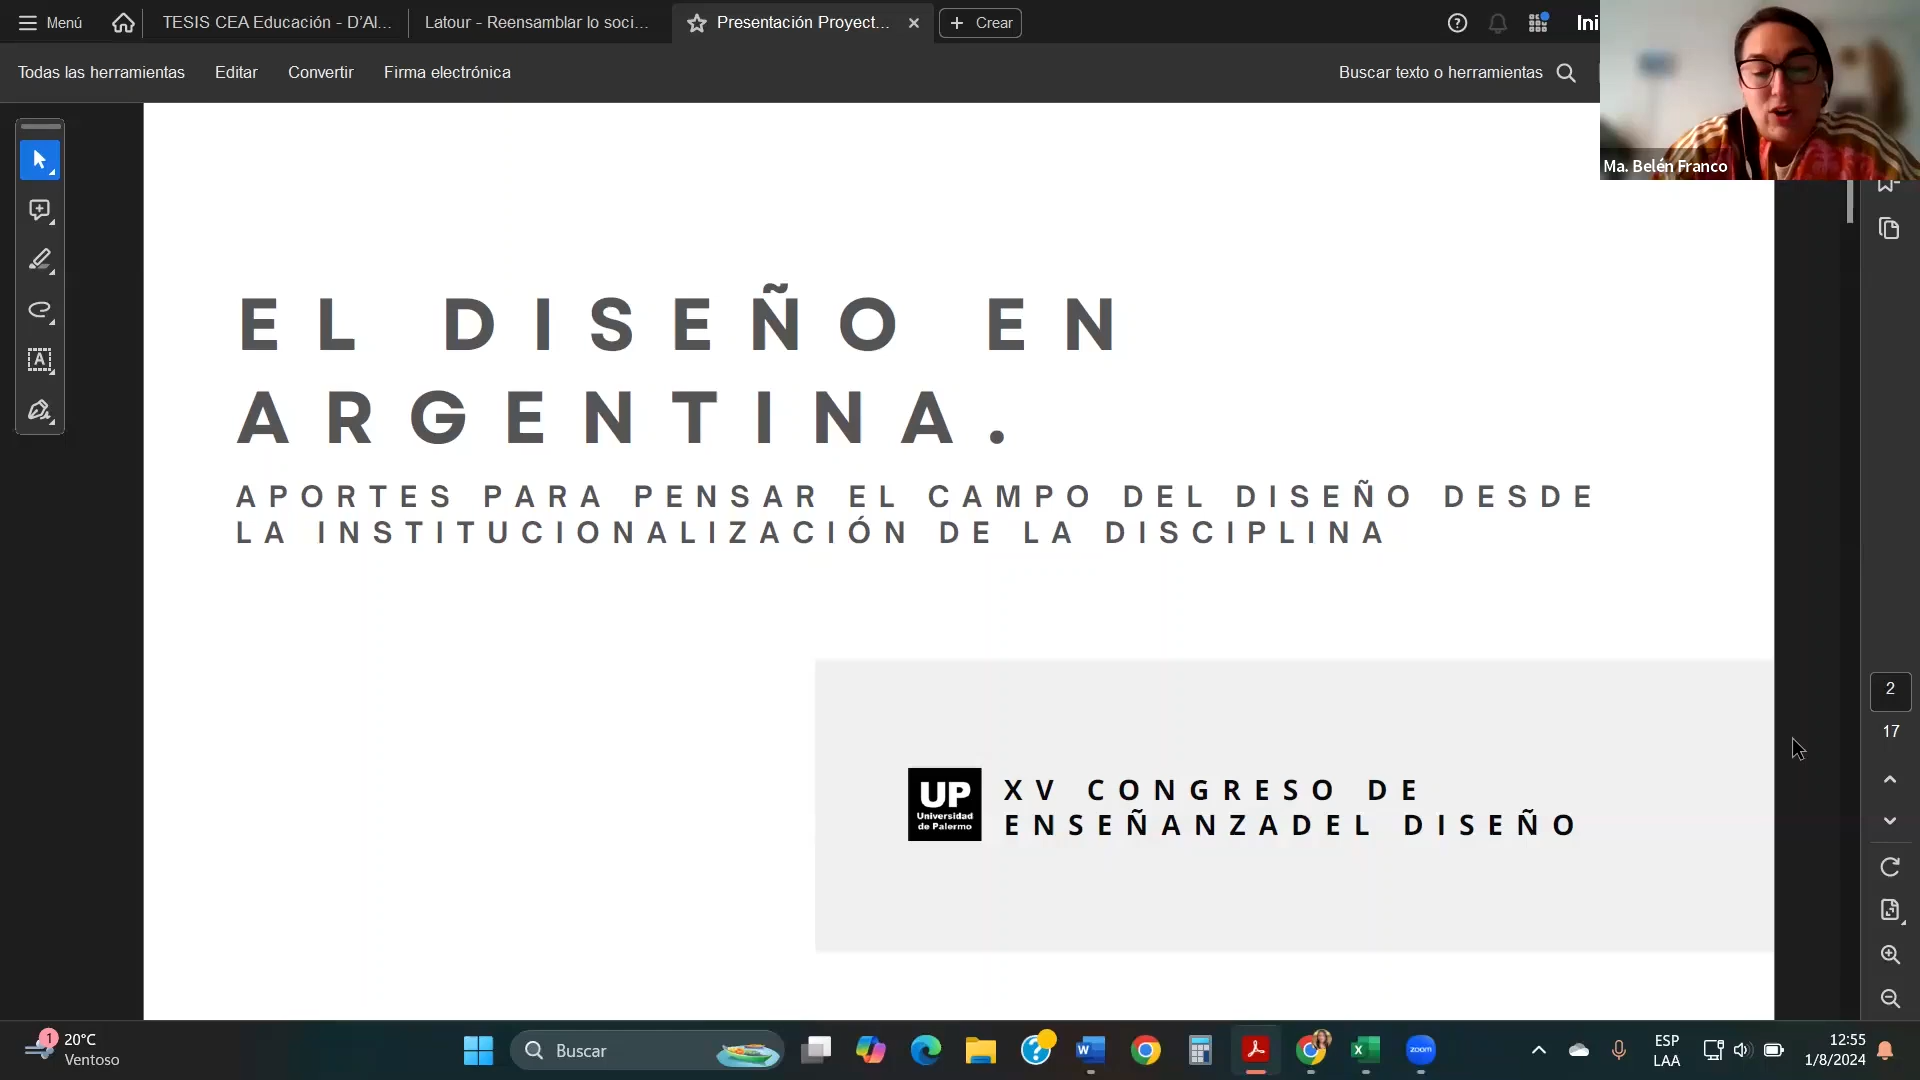 Menú
TESIS CEA Educación - D'Al...
Latour - Reensamblar lo soci...
Presentación Proyect...
Crear
Ini
Todas las herramientas
Editar
Convertir
Firma electrónica
Buscar texto o herramientas
Ma. Belén Franco
EL DISEÑO EN
ARGENTINA.
APORTES PARA PENSAR EL CAMPO DEL DISEÑO DESDE
LA INSTITUCIONALIZACIÓN DE LA DISCIPLINA
UP
Universidad
de Palermo
XV CONGRESO DE
ENSEÑANZADEL DISEÑO
2
17
1
20°C
Ventoso
Buscar
zoom
ESP
LAA
12:55
1/8/2024